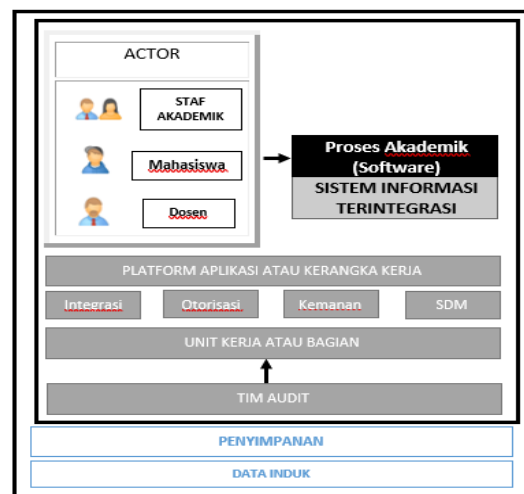 ACTOR
STAF
AKADEMIK
Mahasiswa
Dosen
Proses Akademik
(Software)
SISTEM INFORMASI
TERINTEGRASI
PLATFORM APLIKASI ATAU KERANGKA KERJA
Integrasi
Otorisasi
Kemanan
SDM
UNIT KERJA ATAU BAGIAN
TIM AUDIT
PENYIMPANAN
DATA INDUK